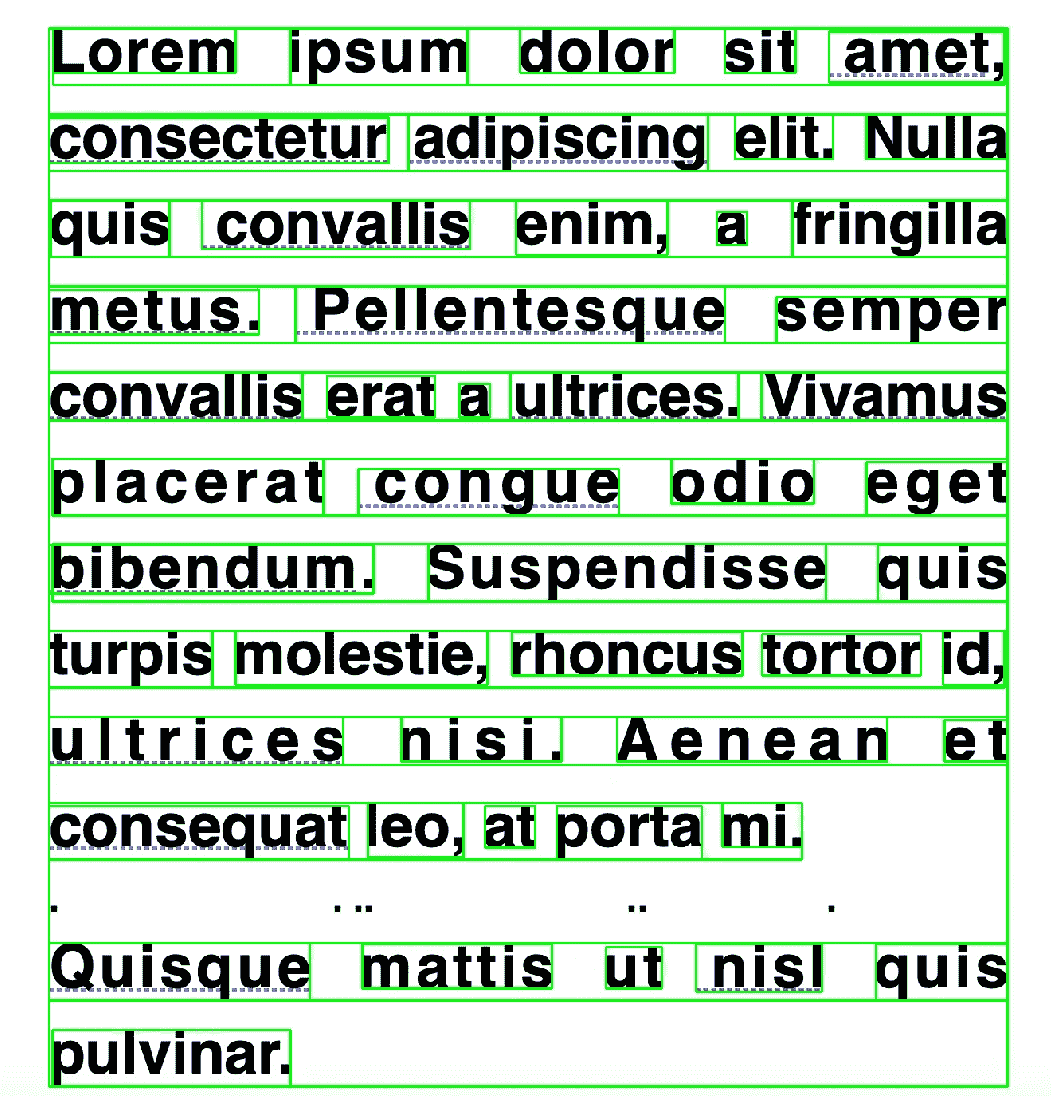 Lorem ipsum dolor sit amet,
consectetur adipiscing elit. Nulla
quis convallis enim, a fringilla
metus. Pellentesque semper
convallis erat a ultrices. Vivamus
placerat congue odio eget
bibendum. Suspendisse quis
turpis molestie, rhoncus tortor id,
ultrices nisi. Aenean et
consequat leo, at porta mi.
Quisque mattis ut nisl quis
pulvinar.